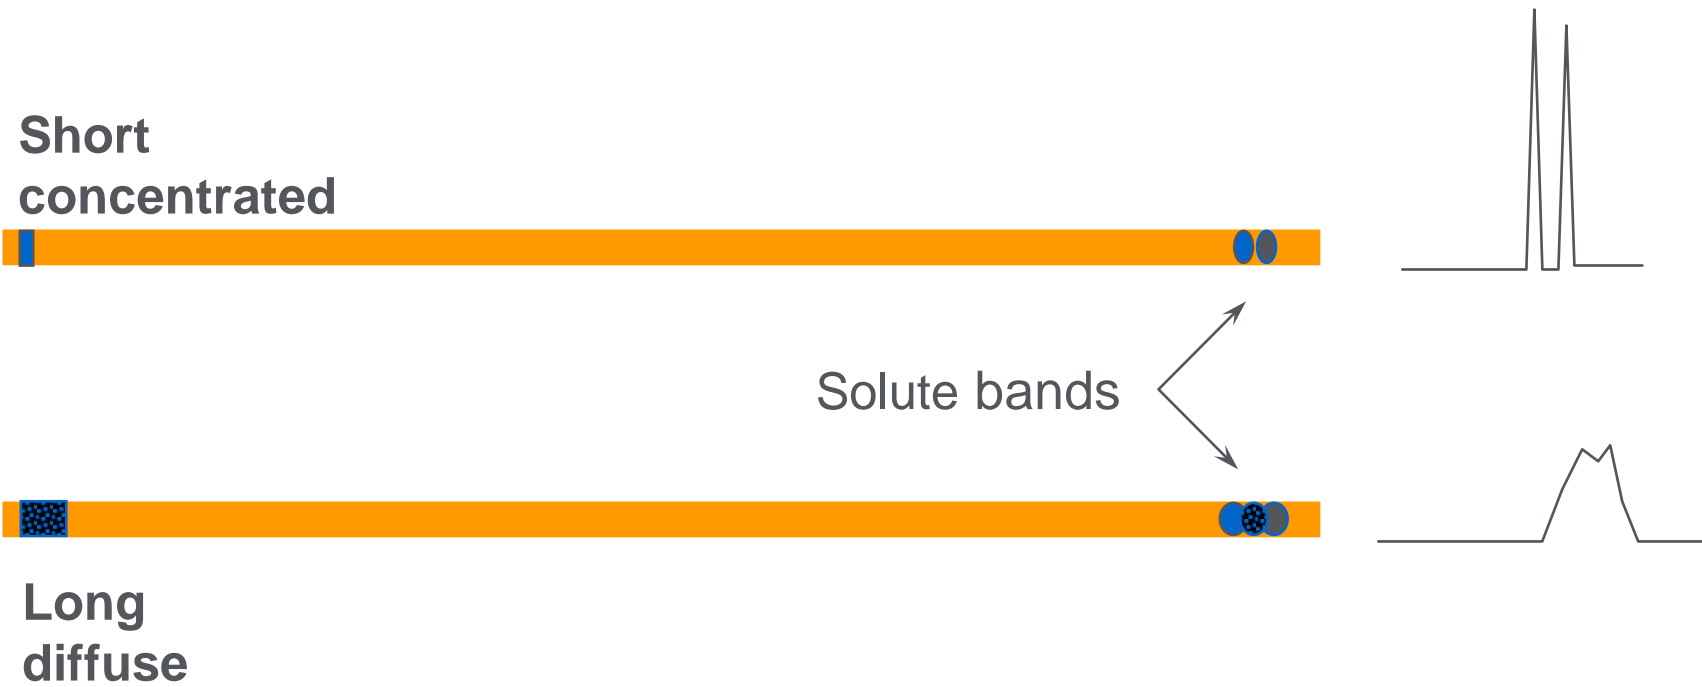 Short
concentrated
Solute bands
Long
diffuse